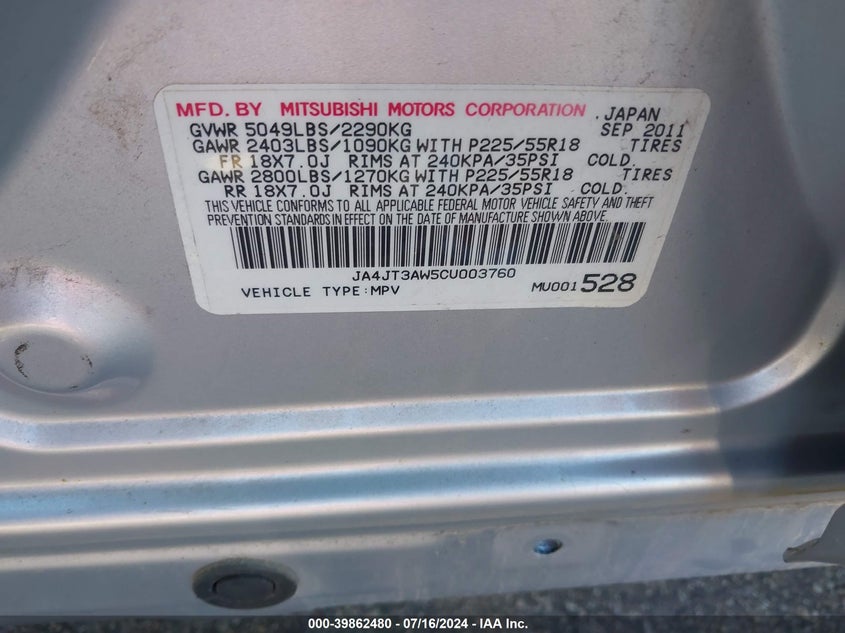 MFD. BY MITSUBISHI MOTORS CORPORATION , JAPAN
GVWR 5049LBS/2290KG SEP 2011
GAWR 2403LBS/1090KG WITH P225/55R18 TIRES
FR 18X7.0J RIMS AT 240KPA/35PSI COLD.
GAWR 2800LBS/1270KG WITH P225/55R18 TIRES
RR 18X7.0J RIMS AT 240KPA/35PSI COLD.
THIS VEHICLE CONFORMS TO ALL APPLICABLE FEDERAL MOTOR VEHICLE SAFETY AND THEFT
PREVENTION STANDARDS IN EFFECT ON THE DATE OF MANUFACTURE SHOWN ABOVE.
JA4JT3AW5CU003760
VEHICLE TYPE:MPV MU001528
000-39862480 - 07/16/2024 - IAA Inc.